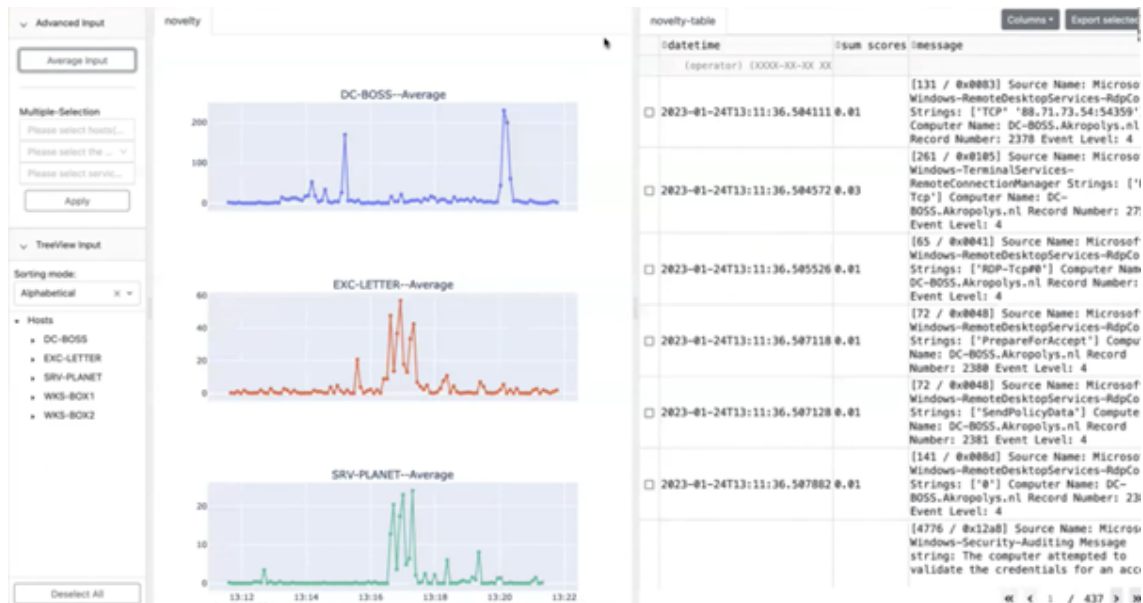 Advanced Input
Average Input
Multiple-Selection
Please select hosts(...
Please select the ...
Please select servic...
Apply
TreeView Input
Sorting mode:
Alphabetical
Hosts
DC-BOSS
EXC-LETTER
SRV-PLANET
WKS-BOX1
WKS-BOX2
Deselect All
novelty
DC-BOSS--Average
200
100
0
EXC-LETTER--Average
60
40
20
0
SRV-PLANET--Average
20
10
0
13:12 13:14 13:16 13:18 13:20 13:22
novelty-table
Columns
Export selected
datetime sum scores message
(operator) (XXXX-XX-XX XX
2023-01-24T13:11:36.504111 0.01
[131 / 0x0083] Source Name: Microso
Windows-RemoteDesktopServices-RdpCo
Strings: ['TCP' '88.71.73.54:54359'
Computer Name: DC-BOSS.Akropolys.nl
Record Number: 2378 Event Level: 4
2023-01-24T13:11:36.504572 0.03
[261 / 0x0105] Source Name: Microso
Windows-TerminalServices-
RemoteConnectionManager Strings: ['
Tcp'] Computer Name: DC-
BOSS.Akropolys.nl Record Number: 27
Event Level: 4
2023-01-24T13:11:36.505526 0.01
[65 / 0x0041] Source Name: Microsof
Windows-RemoteDesktopServices-RdpCo
Strings: ['RDP-Tcp#0'] Computer Nam
DC-BOSS.Akropolys.nl Record Number:
Event Level: 4
2023-01-24T13:11:36.507118 0.01
[72 / 0x0048] Source Name: Microsof
Windows-RemoteDesktopServices-RdpCo
Strings: ['PrepareForAccept'] Compu
Name: DC-BOSS.Akropolys.nl Record
Number: 2380 Event Level: 4
2023-01-24T13:11:36.507128 0.01
[72 / 0x0048] Source Name: Microsof
Windows-RemoteDesktopServices-RdpCo
Strings: ['SendPolicyData'] Compute
Name: DC-BOSS.Akropolys.nl Record
Number: 2381 Event Level: 4
2023-01-24T13:11:36.507882 0.01
[141 / 0x008d] Source Name: Microso
Windows-RemoteDesktopServices-RdpCo
Strings: ['0'] Computer Name: DC-
BOSS.Akropolys.nl Record Number: 23
Event Level: 4
[4776 / 0x12a8] Source Name: Micros
Windows-Security-Auditing Message
string: The computer attempted to
validate the credentials for an acc
« < 1 / 437 > »